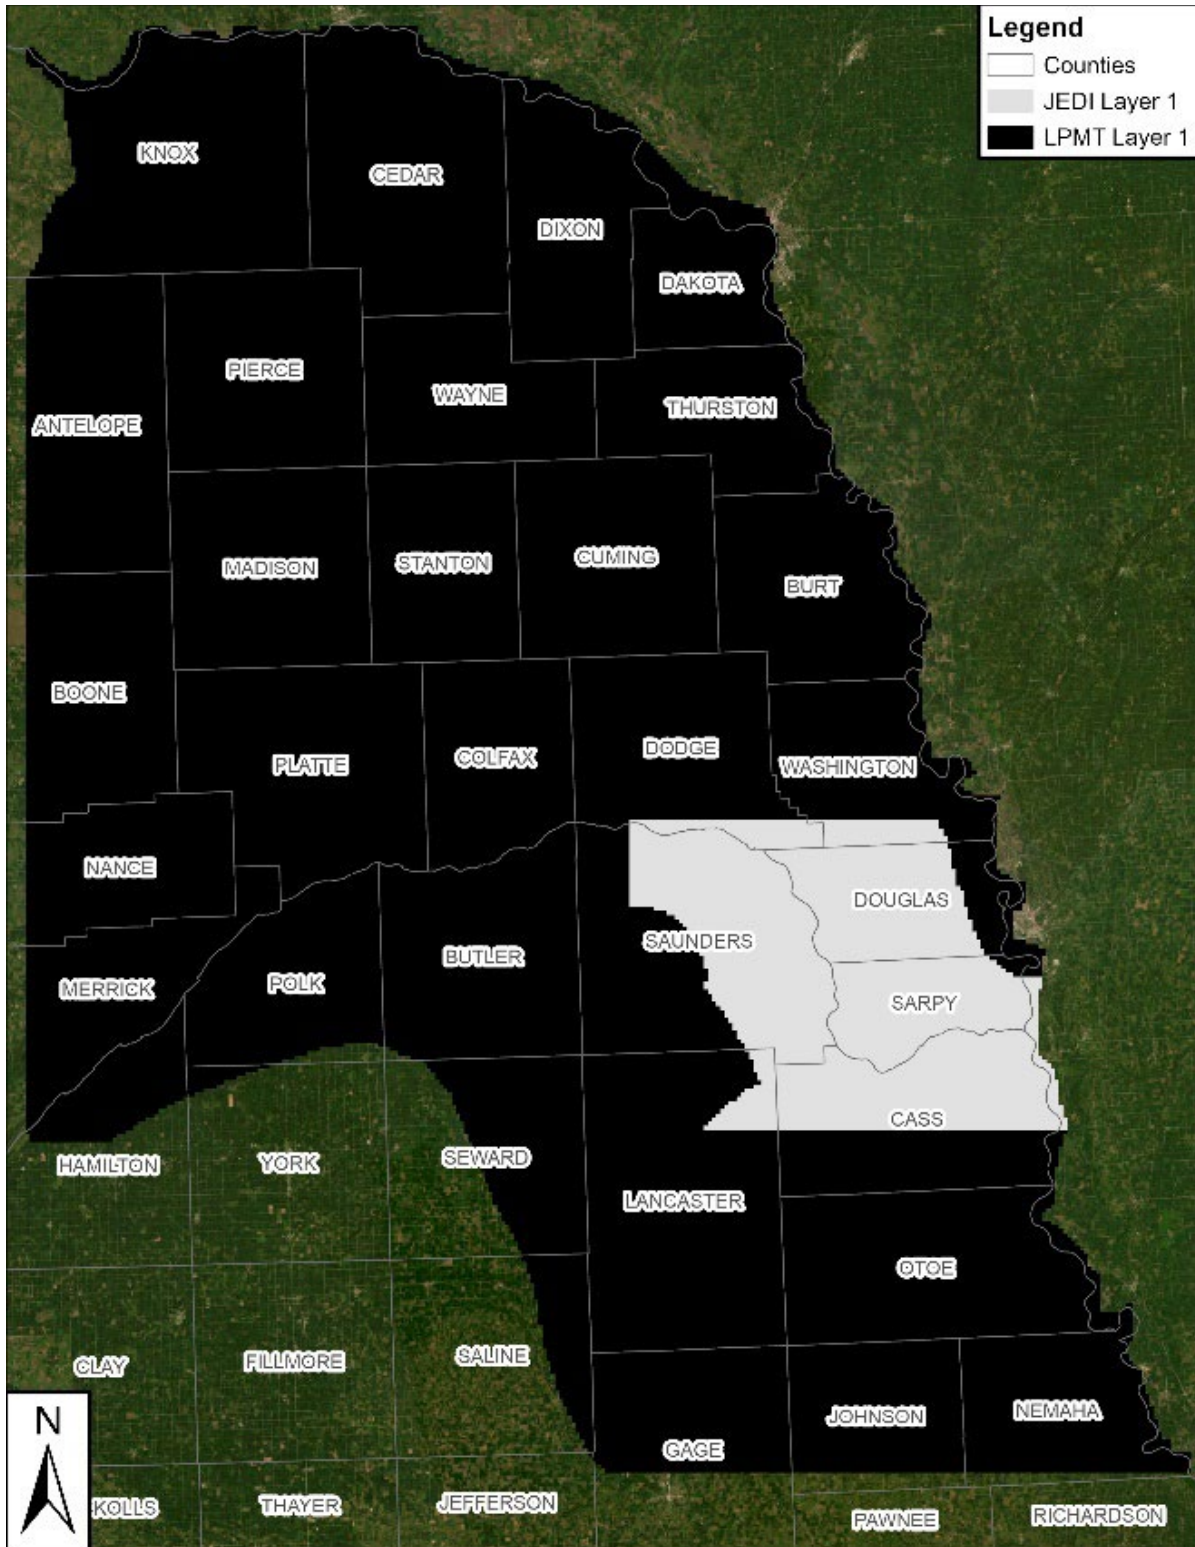 Legend
Counties
JEDI Layer 1
LPMT Layer 1
KNOX
CEDAR
DIXON
DAKOTA
PIERCE
WAYNE
THURSTON
ANTELOPE
MADISON
STANTON
CUMING
BURT
BOONE
PLATTE
COLFAX
DODGE
WASHINGTON
NANCE
DOUGLAS
SAUNDERS
BUTLER
POLK
MERRICK
SARPY
CASS
HAMILTON
YORK
SEWARD
LANCASTER
OTOE
CLAY
FILLMORE
SALINE
JOHNSON
NEMAHA
GAGE
N
KOLLS
THAYER
JEFFERSON
PAWNEE
RICHARDSON